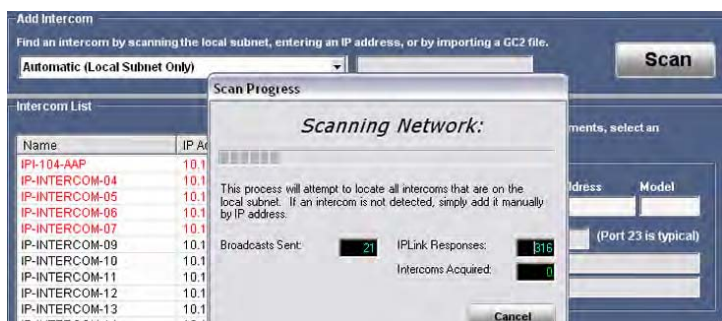 Add Intercom
Find an intercom by scanning the local subnet, entering an IP address, or by importing a GC2 file.
Automatic (Local Subnet Only)
Scan
Scan Progress
Intercom List
Scanning Network:
ments, select an
Name
IP Ad
IPI-104-AAP 10.1
IP-INTERCOM-04 10.1
IP-INTERCOM-05 10.1
IP-INTERCOM-06 10.1
IP-INTERCOM-07 10.1
IP-INTERCOM-09 10.1
IP-INTERCOM-10 10.1
IP-INTERCOM-11 10.1
IP-INTERCOM-12 10.1
IP-INTERCOM-13 10.1
This process will attempt to locate all intercoms that are on the
local subnet. If an intercom is not detected, simply add it manually
by IP address.
Broadcasts Sent: 21
IPLink Responses: 316
Intercoms Acquired: 0
Cancel
ddress
Model
(Port 23 is typical)